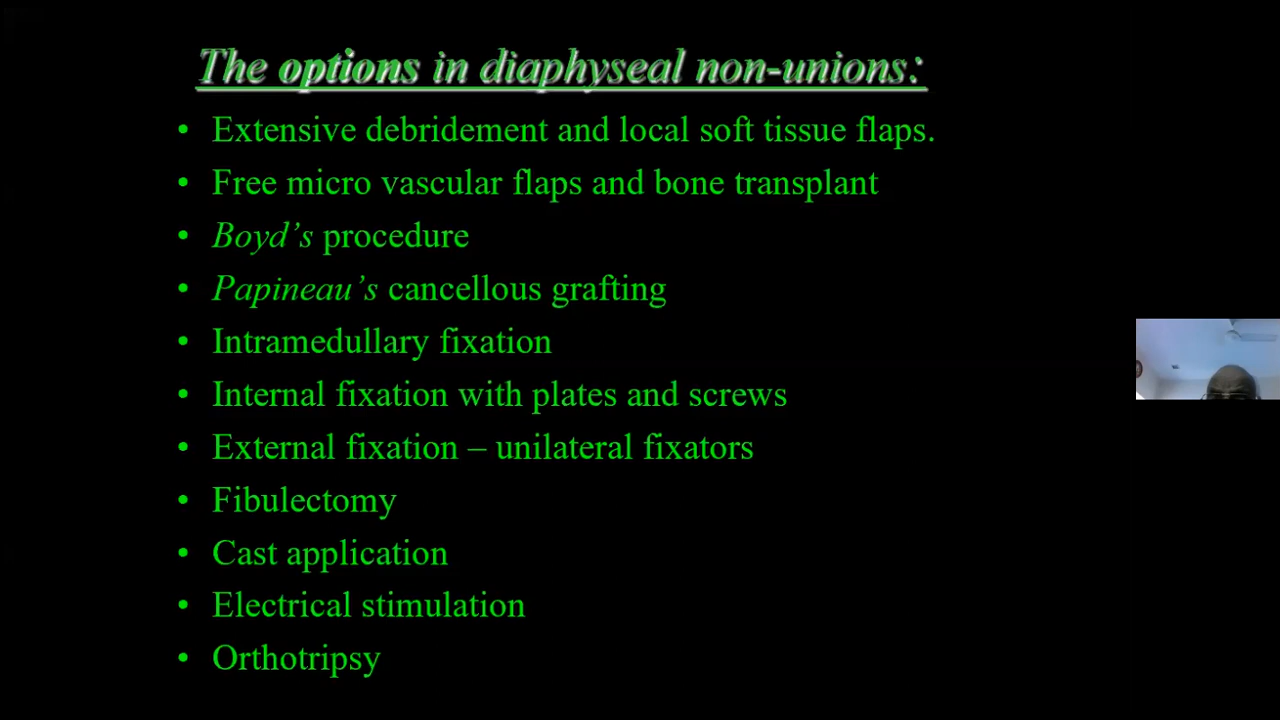 The options in diaphyseal non-unions:
• Extensive debridement and local soft tissue flaps.
• Free micro vascular flaps and bone transplant
• Boyd’s procedure
• Papineau’s cancellous grafting
• Intramedullary fixation
• Internal fixation with plates and screws
• External fixation – unilateral fixators
• Fibulectomy
• Cast application
• Electrical stimulation
• Orthotripsy